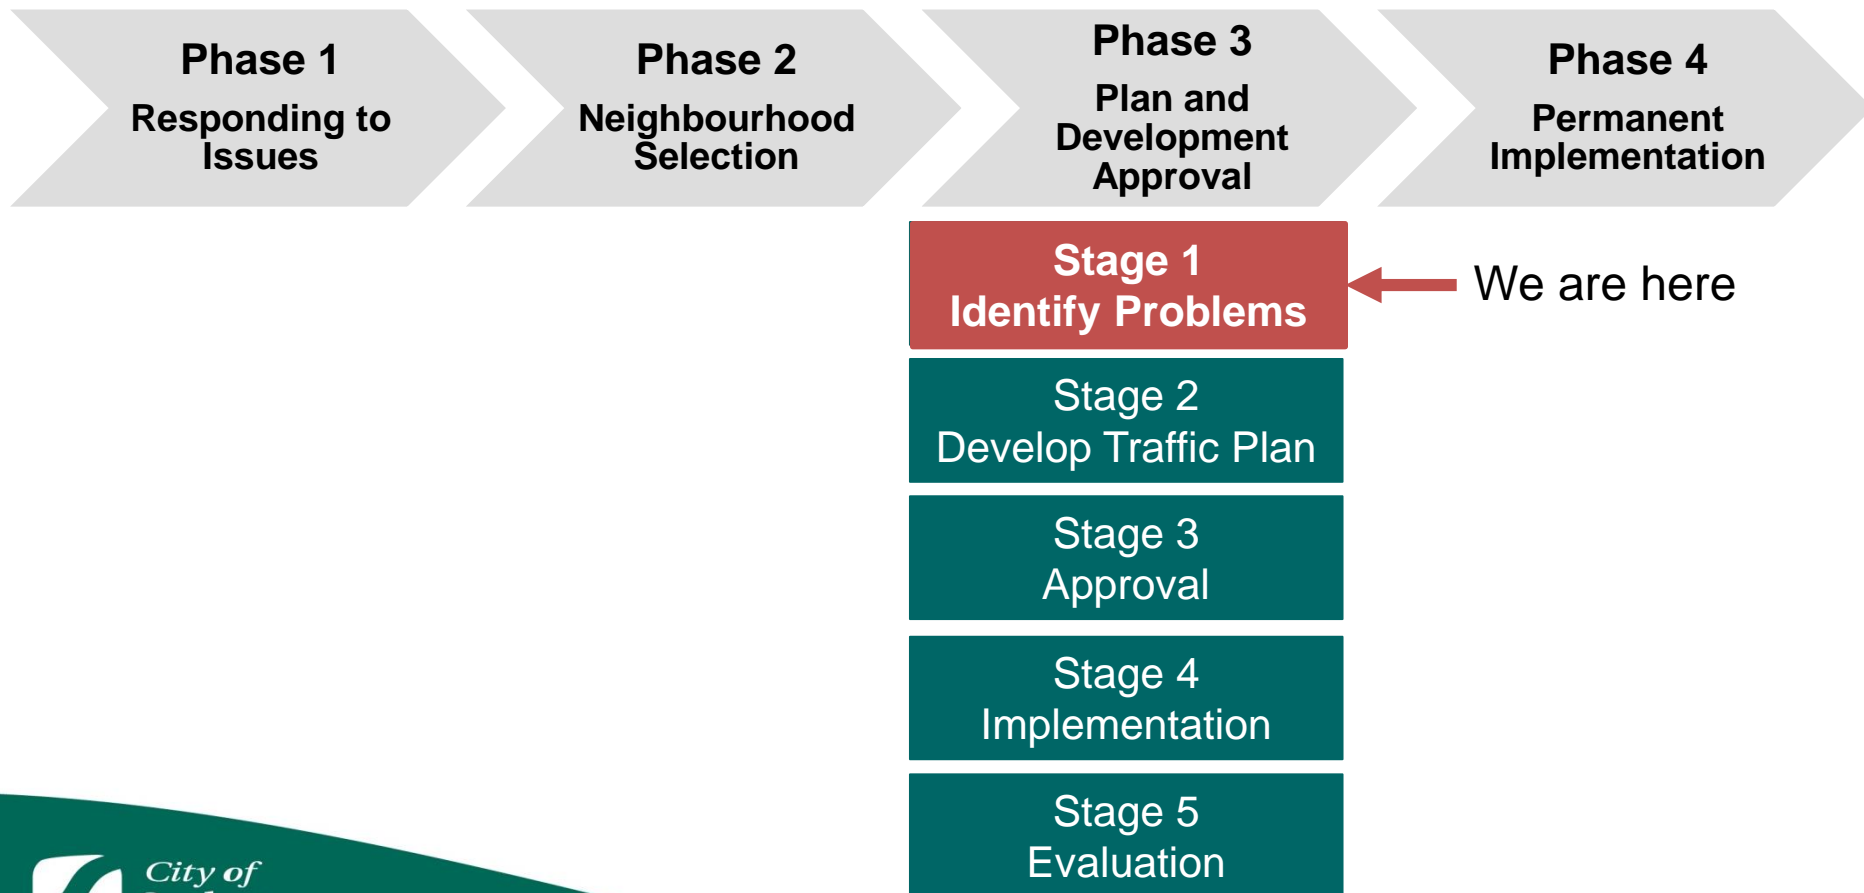 Phase 1
Responding to
Issues
Phase 2
Neighbourhood
Selection
Phase 3
Plan and
Development
Approval
Phase 4
Permanent
Implementation
Stage 1
Identify Problems
We are here
Stage 2
Develop Traffic Plan
Stage 3
Approval
Stage 4
Implementation
Stage 5
Evaluation
City of